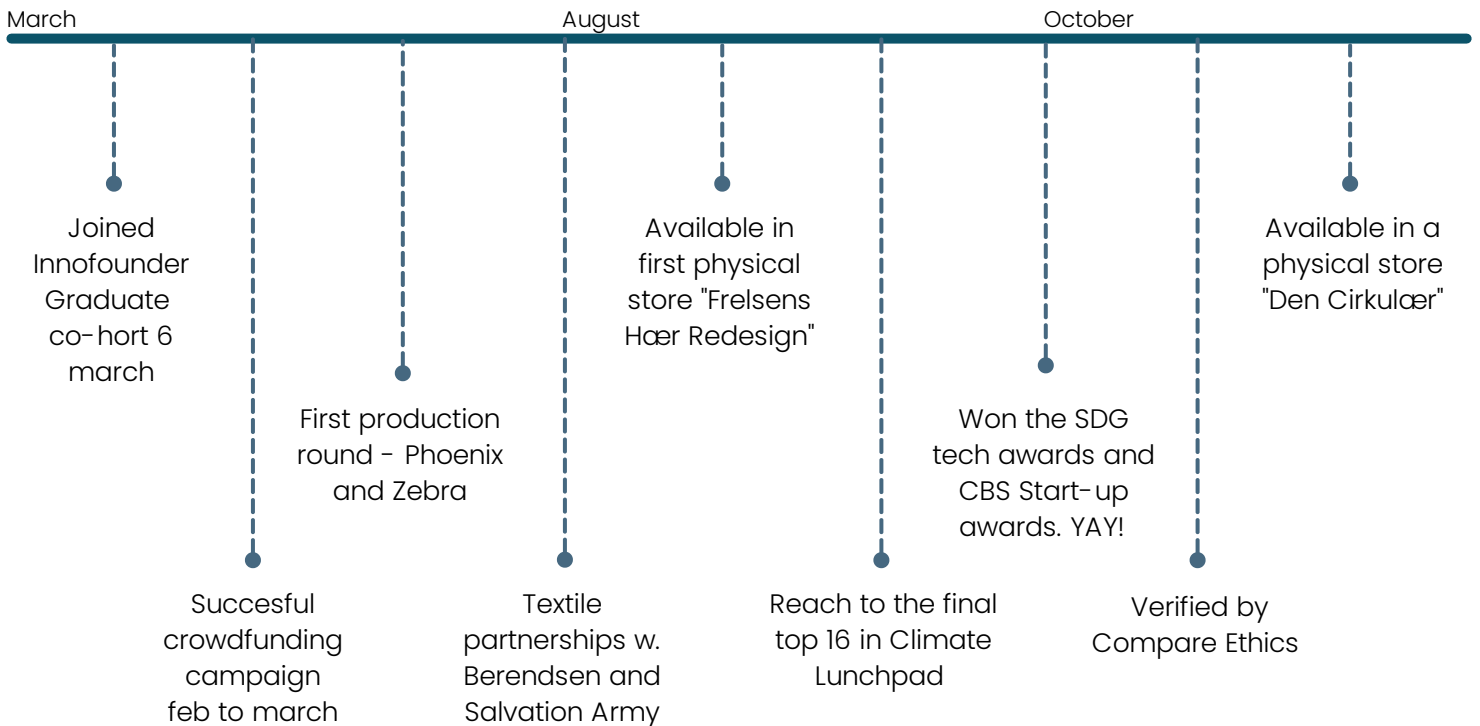 March
August
October
Joined
Innofounder
Graduate
co-hort 6
march
Succesful
crowdfunding
campaign
feb to march
First production
round - Phoenix
and Zebra
Textile
partnerships w.
Berendsen and
Salvation Army
Available in
first physical
store "Frelsens
Hær Redesign"
Reach to the final
top 16 in Climate
Lunchpad
Won the SDG
tech awards and
CBS Start-up
awards. YAY!
Verified by
Compare Ethics
Available in a
physical store
"Den Cirkulær"